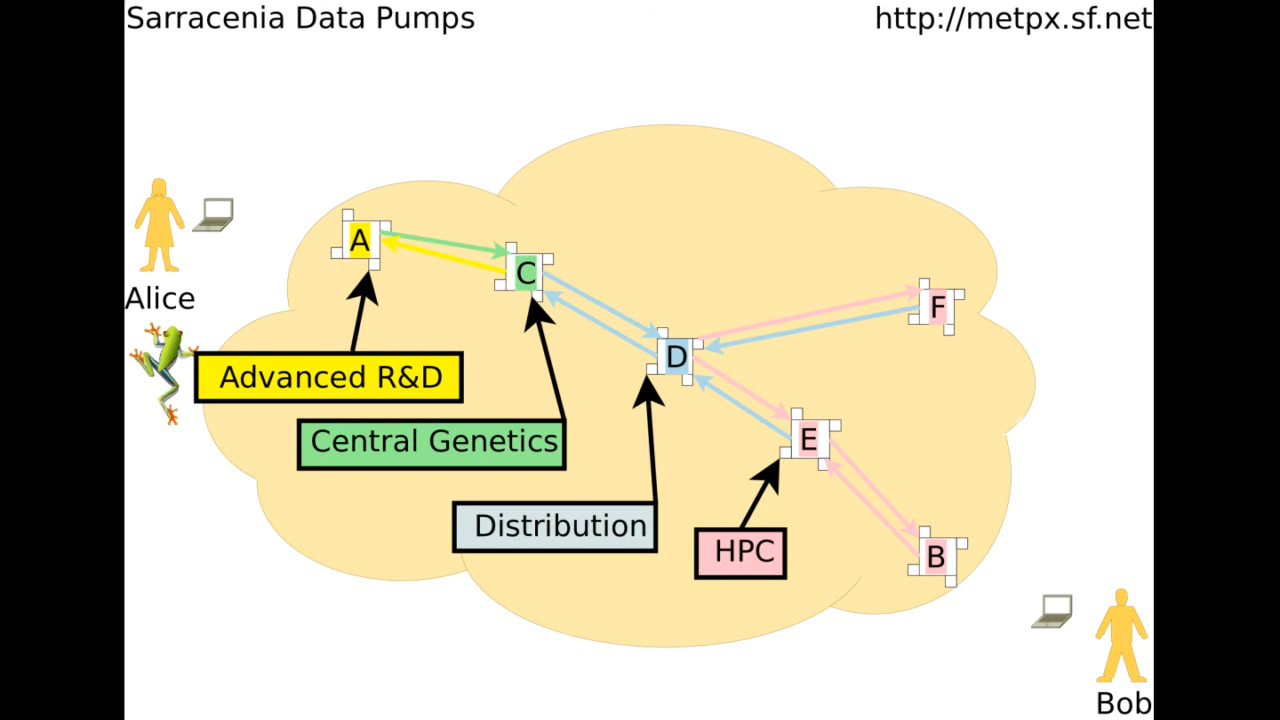 Sarracenia Data Pumps
http://metpx.sf.net
A
C
Alice
F
D
Advanced R&D
Central Genetics
E
Distribution
HPC
B
Bob